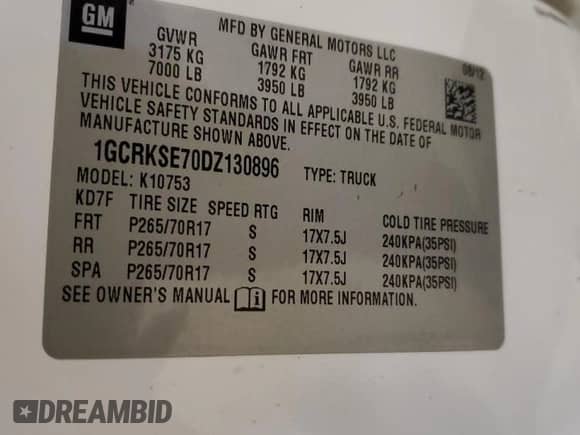 GM
MFD BY GENERAL MOTORS LLC
GVWR GAWR FRT GAWR RR 08/12
3175 KG 1792 KG 1792 KG
7000 LB 3950 LB 3950 LB
THIS VEHICLE CONFORMS TO ALL APPLICABLE U.S. FEDERAL MOTOR
VEHICLE SAFETY STANDARDS IN EFFECT ON THE DATE OF
MANUFACTURE SHOWN ABOVE.
1GCRKSE70DZ130896 TYPE: TRUCK
MODEL: K10753
KD7F TIRE SIZE SPEED RTG RIM COLD TIRE PRESSURE
FRT P265/70R17 S 17X7.5J 240KPA(35PSI)
RR P265/70R17 S 17X7.5J 240KPA(35PSI)
SPA P265/70R17 S 17X7.5J 240KPA(35PSI)
SEE OWNER'S MANUAL FOR MORE INFORMATION.
DREAMBID